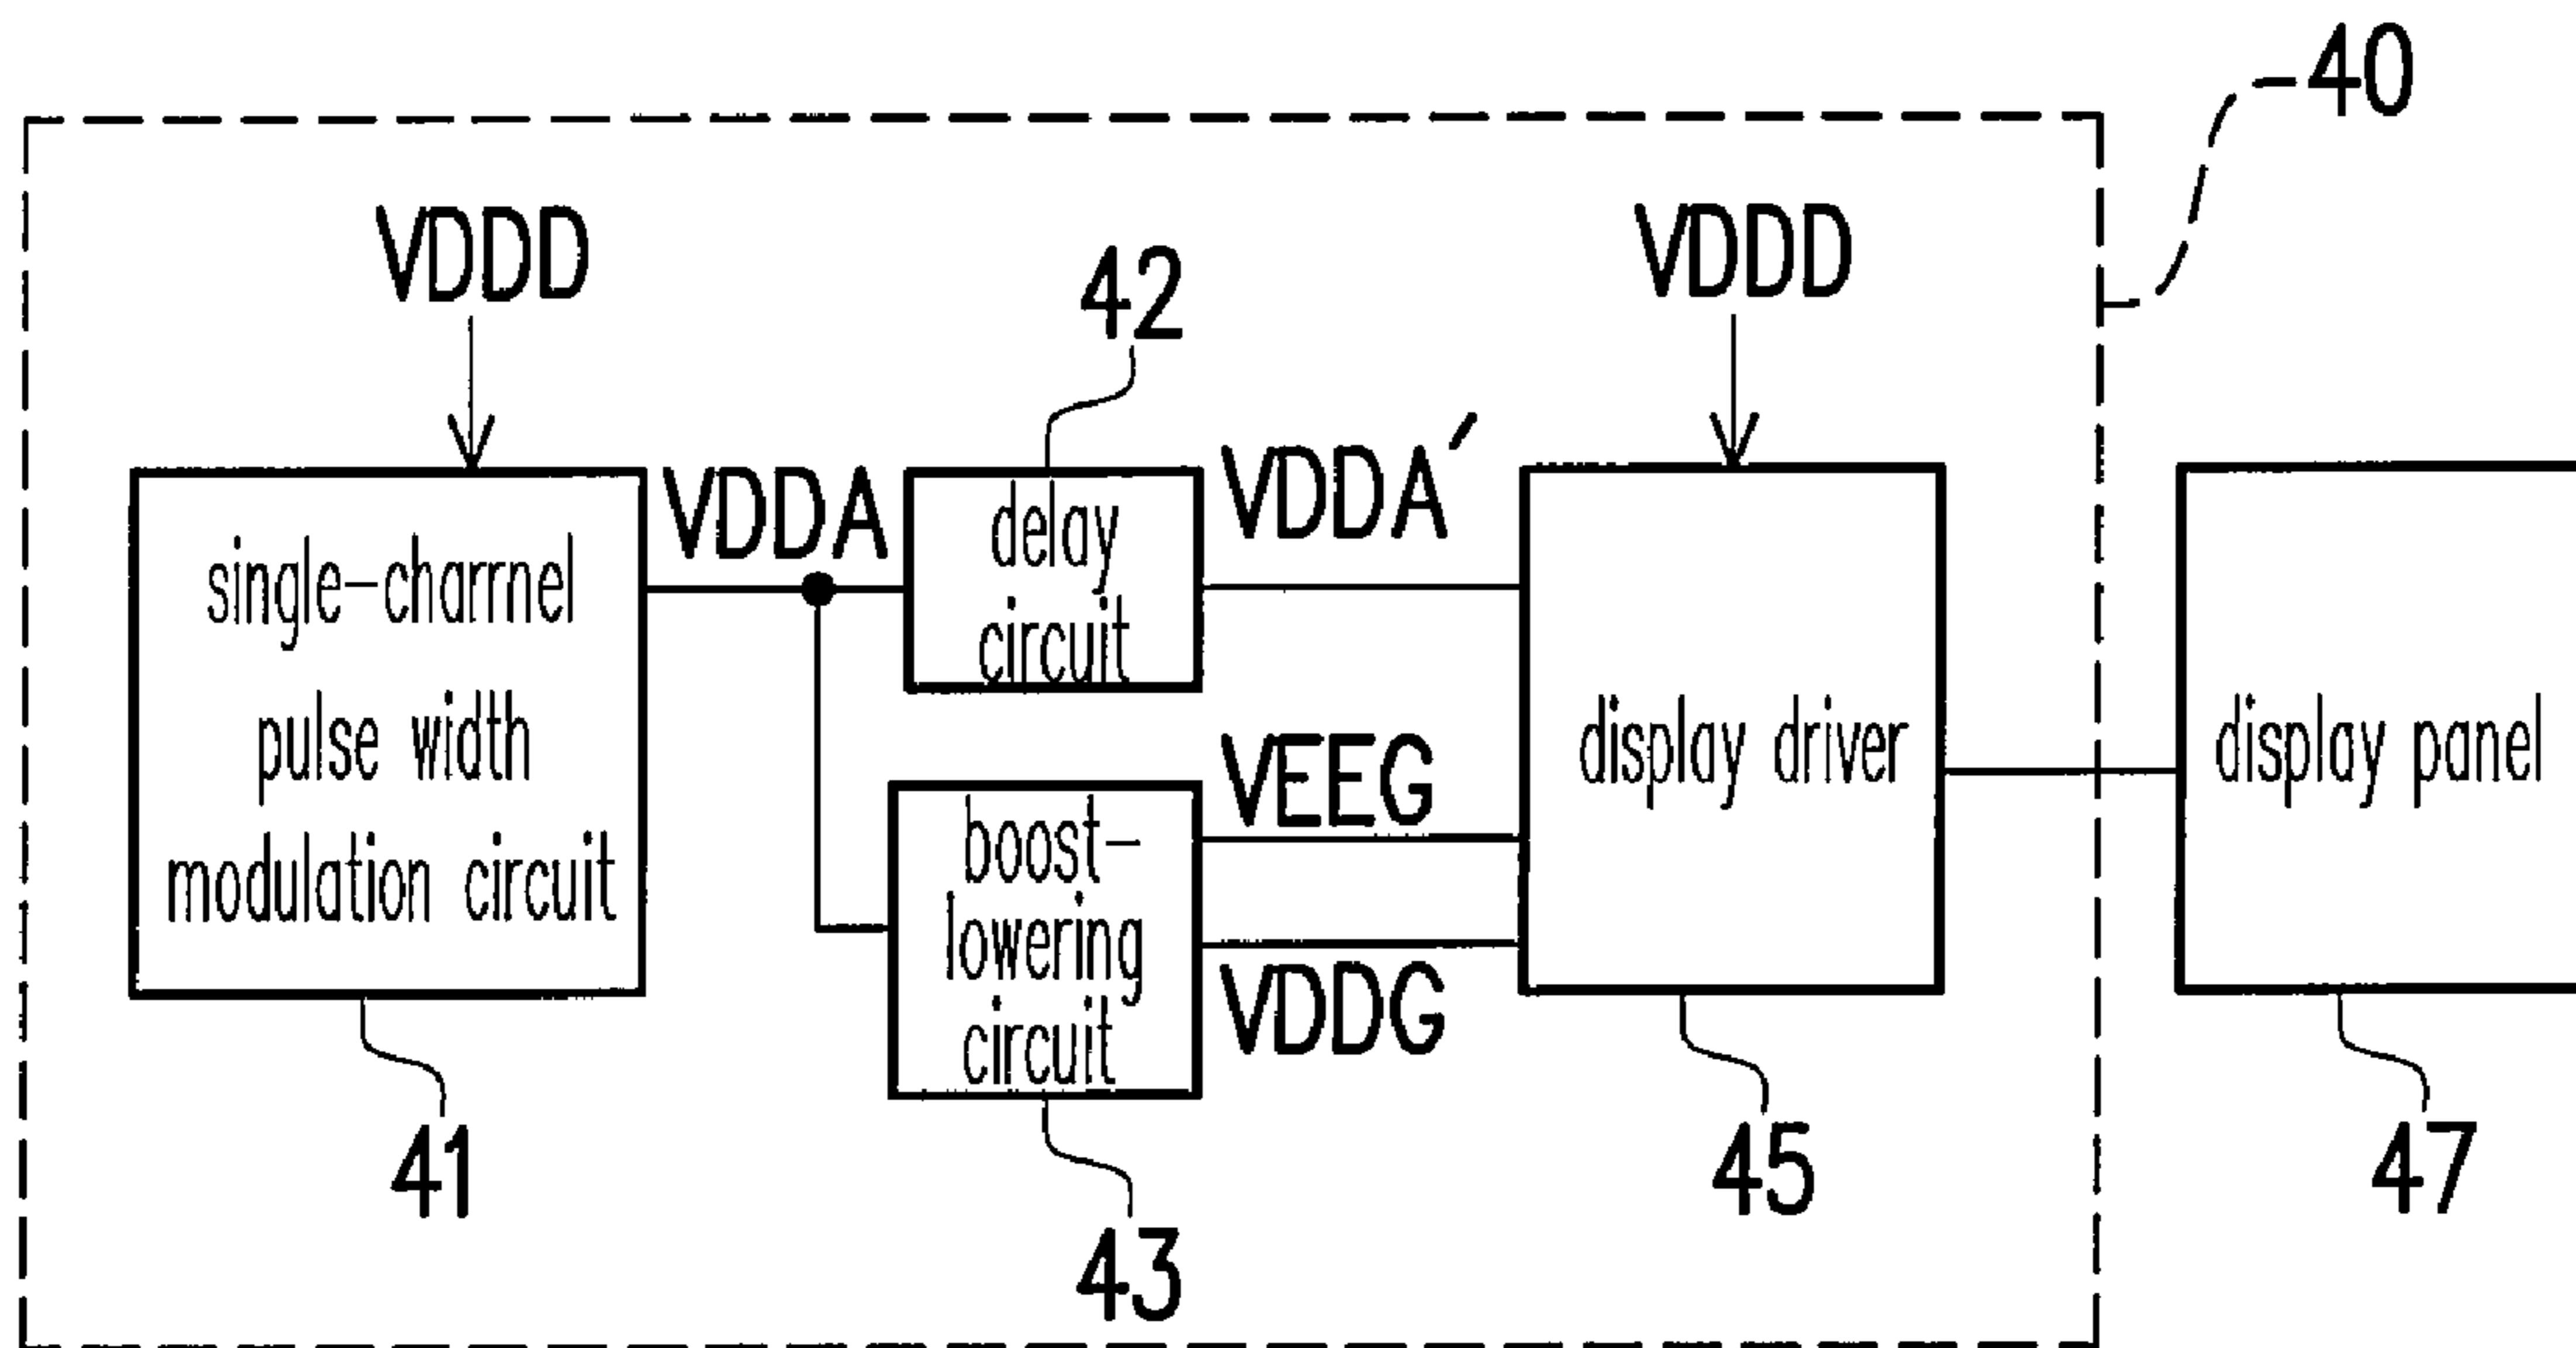 40
VDDD
VDDD
42
VDDA
VDDA′
single-charrnel
pulse width
modulation circuit
delay
circuit
VEEG
VDDG
boost-
lowering
circuit
display driver
display panel
41
43
45
47